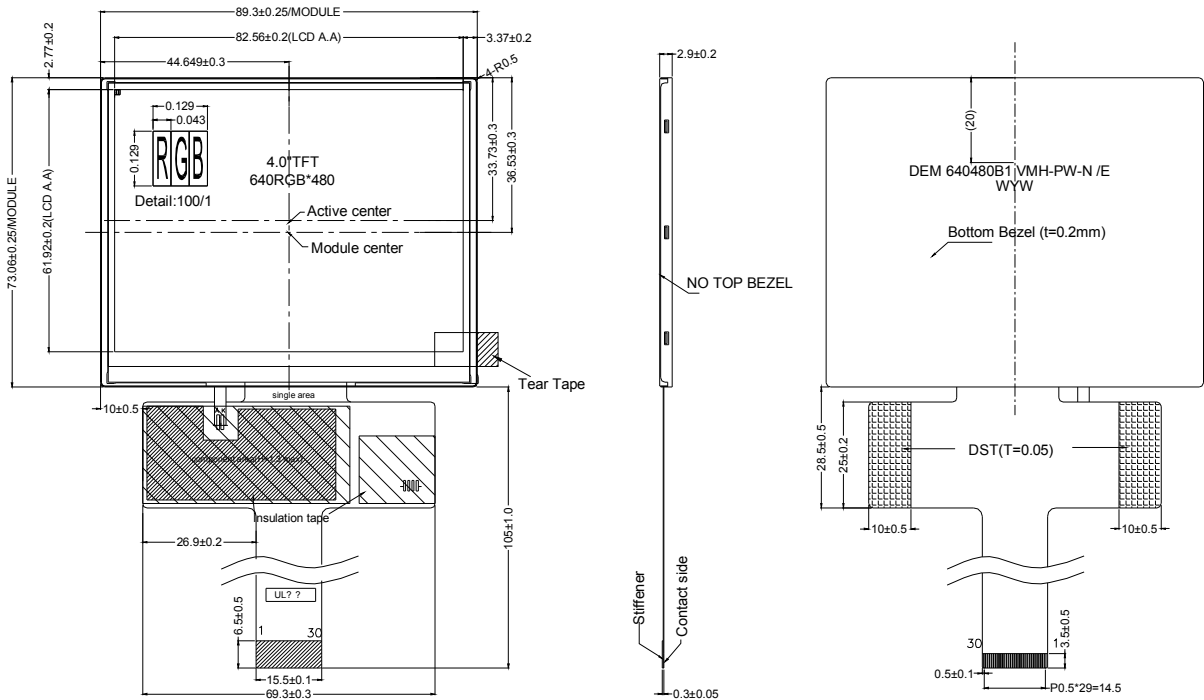 89.3±0.25/MODULE
82.56±0.2(LCD A.A)
3.37±0.2
44.649±0.3
2.77±0.2
4-R0.5
0.129
0.043
0.129
RGB
Detail:100/1
4.0"TFT
640RGB*480
Active center
Module center
33.73±0.3
36.53±0.3
73.06±0.25/MODULE
61.92±0.2(LCD A.A)
Tear Tape
single area
10±0.5
A K
Insulation tape
26.9±0.2
105±1.0
UL? ?
6.5±0.5
1
30
15.5±0.1
69.3±0.3
2.9±0.2
NO TOP BEZEL
Stiffener
Contact side
0.3±0.05
(20)
DEM 640480B1 VMH-PW-N /E
WYW
Bottom Bezel (t=0.2mm)
28.5±0.5
25±0.2
DST(T=0.05)
10±0.5
10±0.5
30
1
3.5±0.5
0.5±0.1
P0.5*29=14.5